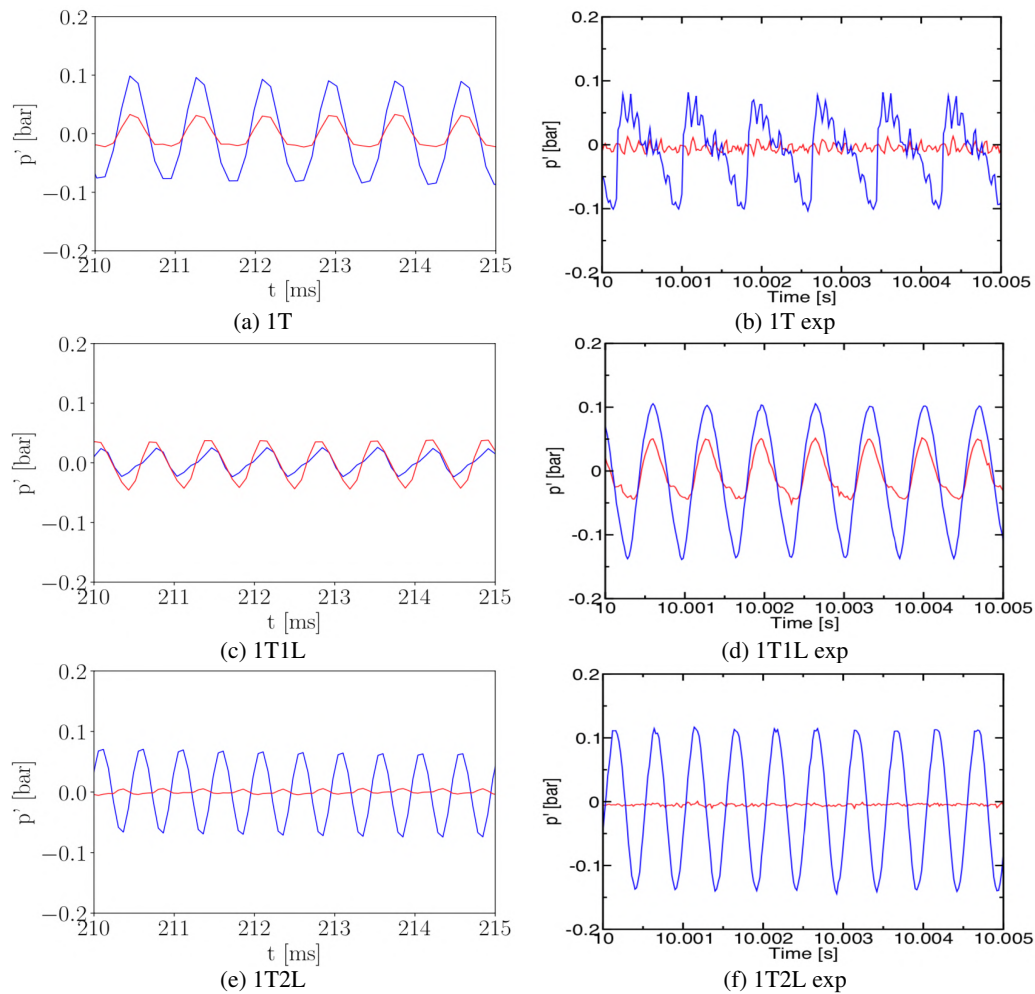 0.2
0.1
0.0
−0.1
−0.2
p' [bar]
210 211 212 213 214 215
t [ms]
(a) 1T
0.2
0.1
0
-0.1
-0.2
p' [bar]
10 10.001 10.002 10.003 10.004 10.005
Time [s]
(b) 1T exp
0.2
0.1
0.0
−0.1
−0.2
p' [bar]
210 211 212 213 214 215
t [ms]
(c) 1T1L
0.2
0.1
0
-0.1
-0.2
p' [bar]
10 10.001 10.002 10.003 10.004 10.005
Time [s]
(d) 1T1L exp
0.2
0.1
0.0
−0.1
−0.2
p' [bar]
210 211 212 213 214 215
t [ms]
(e) 1T2L
0.2
0.1
0
-0.1
-0.2
p' [bar]
10 10.001 10.002 10.003 10.004 10.005
Time [s]
(f) 1T2L exp